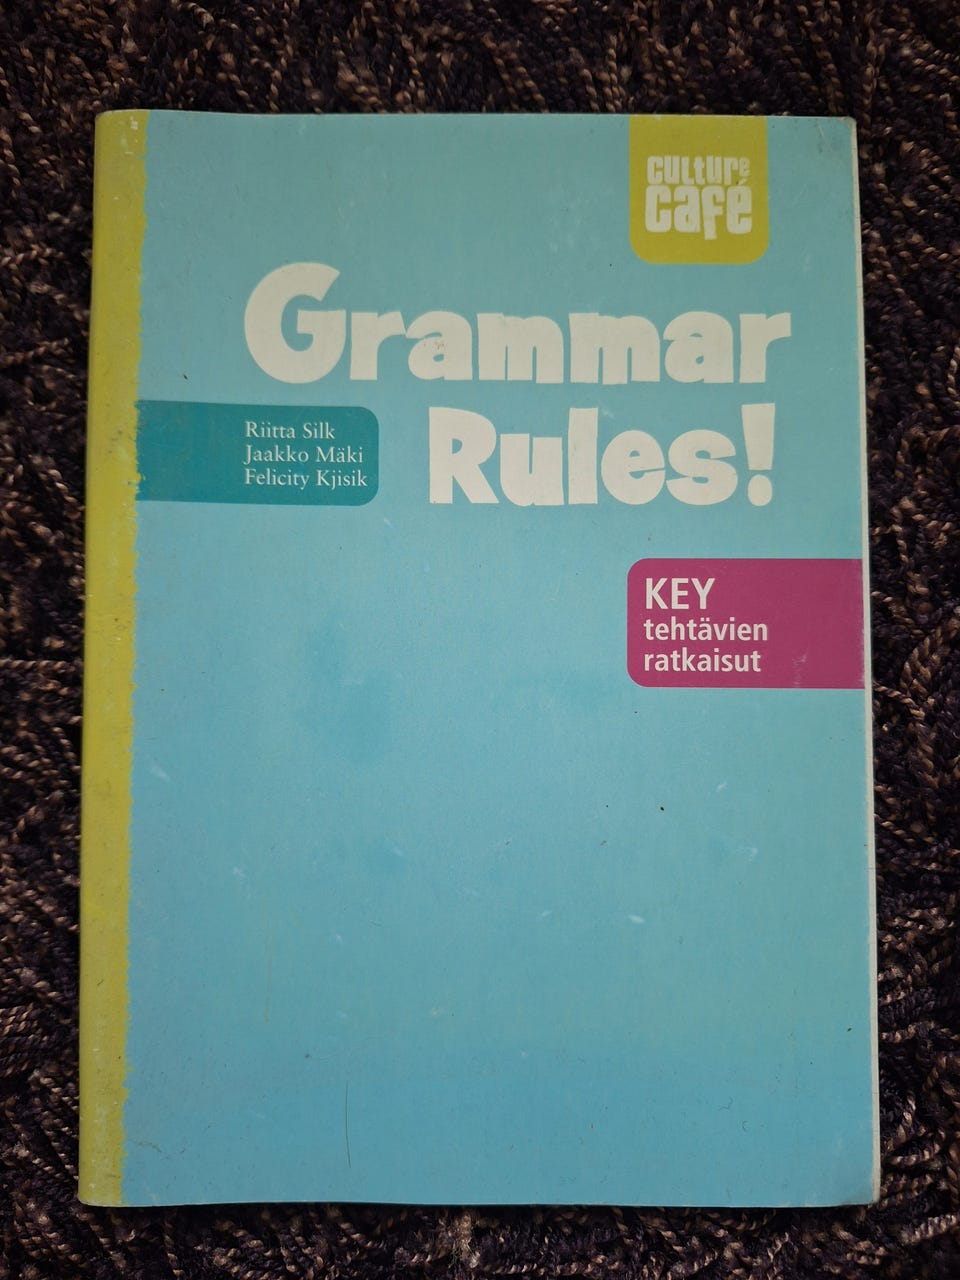 culture
café
Grammar
Rules!
Riitta Silk
Jaakko Mäki
Felicity Kjisik
KEY
tehtävien
ratkaisut